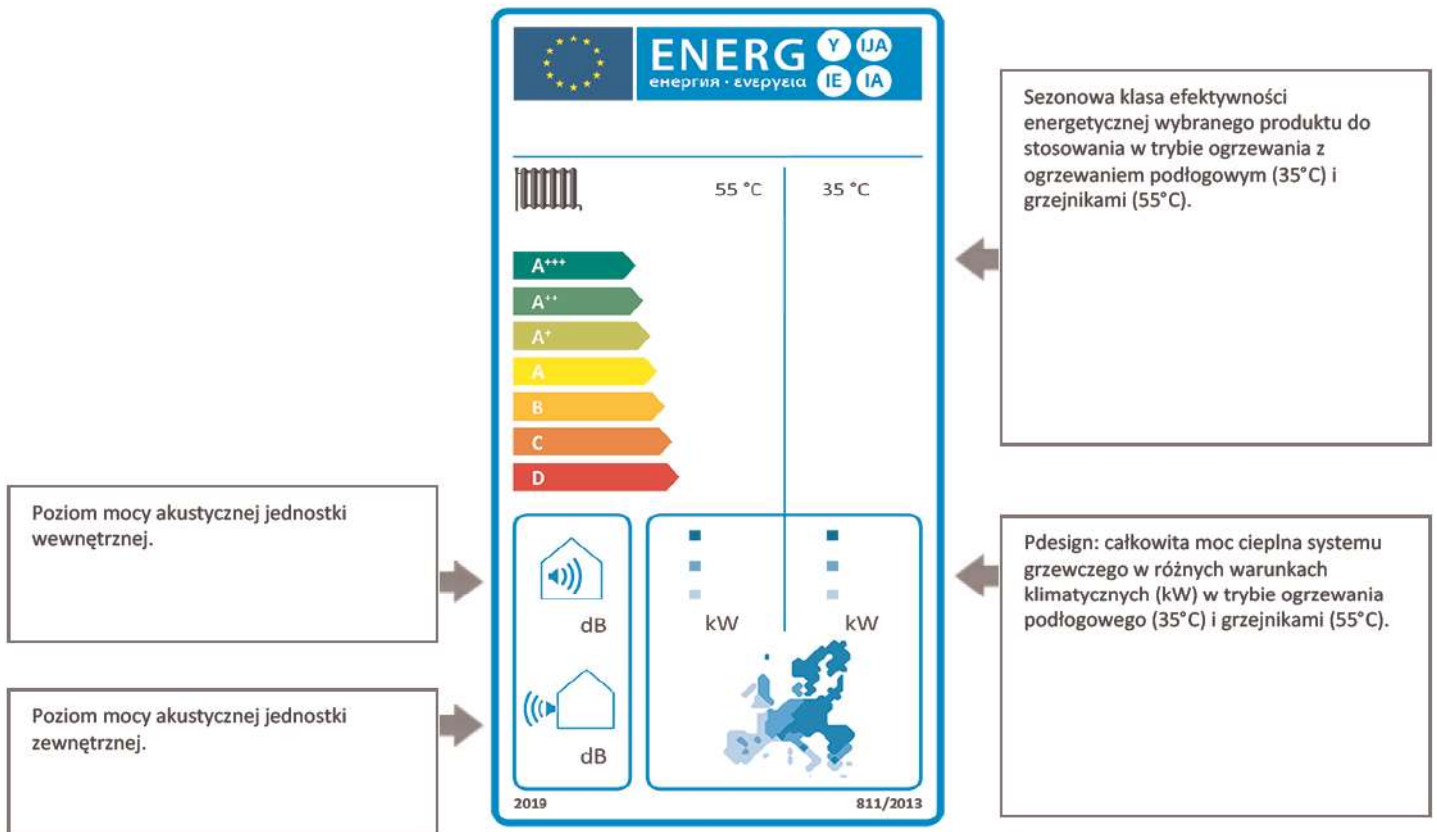 ENERG Y IJA
енергия · ενεργεια IE IA
55 °C 35 °C
A+++
A++
A+
A
B
C
D
dB
dB
kW kW
2019 811/2013
Sezonowa klasa efektywności
energetycznej wybranego produktu do
stosowania w trybie ogrzewania z
ogrzewaniem podłogowym (35°C) i
grzejnikami (55°C).
Poziom mocy akustycznej jednostki
wewnętrznej.
Pdesign: całkowita moc cieplna systemu
grzewczego w różnych warunkach
klimatycznych (kW) w trybie ogrzewania
podłogowego (35°C) i grzejnikami (55°C).
Poziom mocy akustycznej jednostki
zewnętrznej.